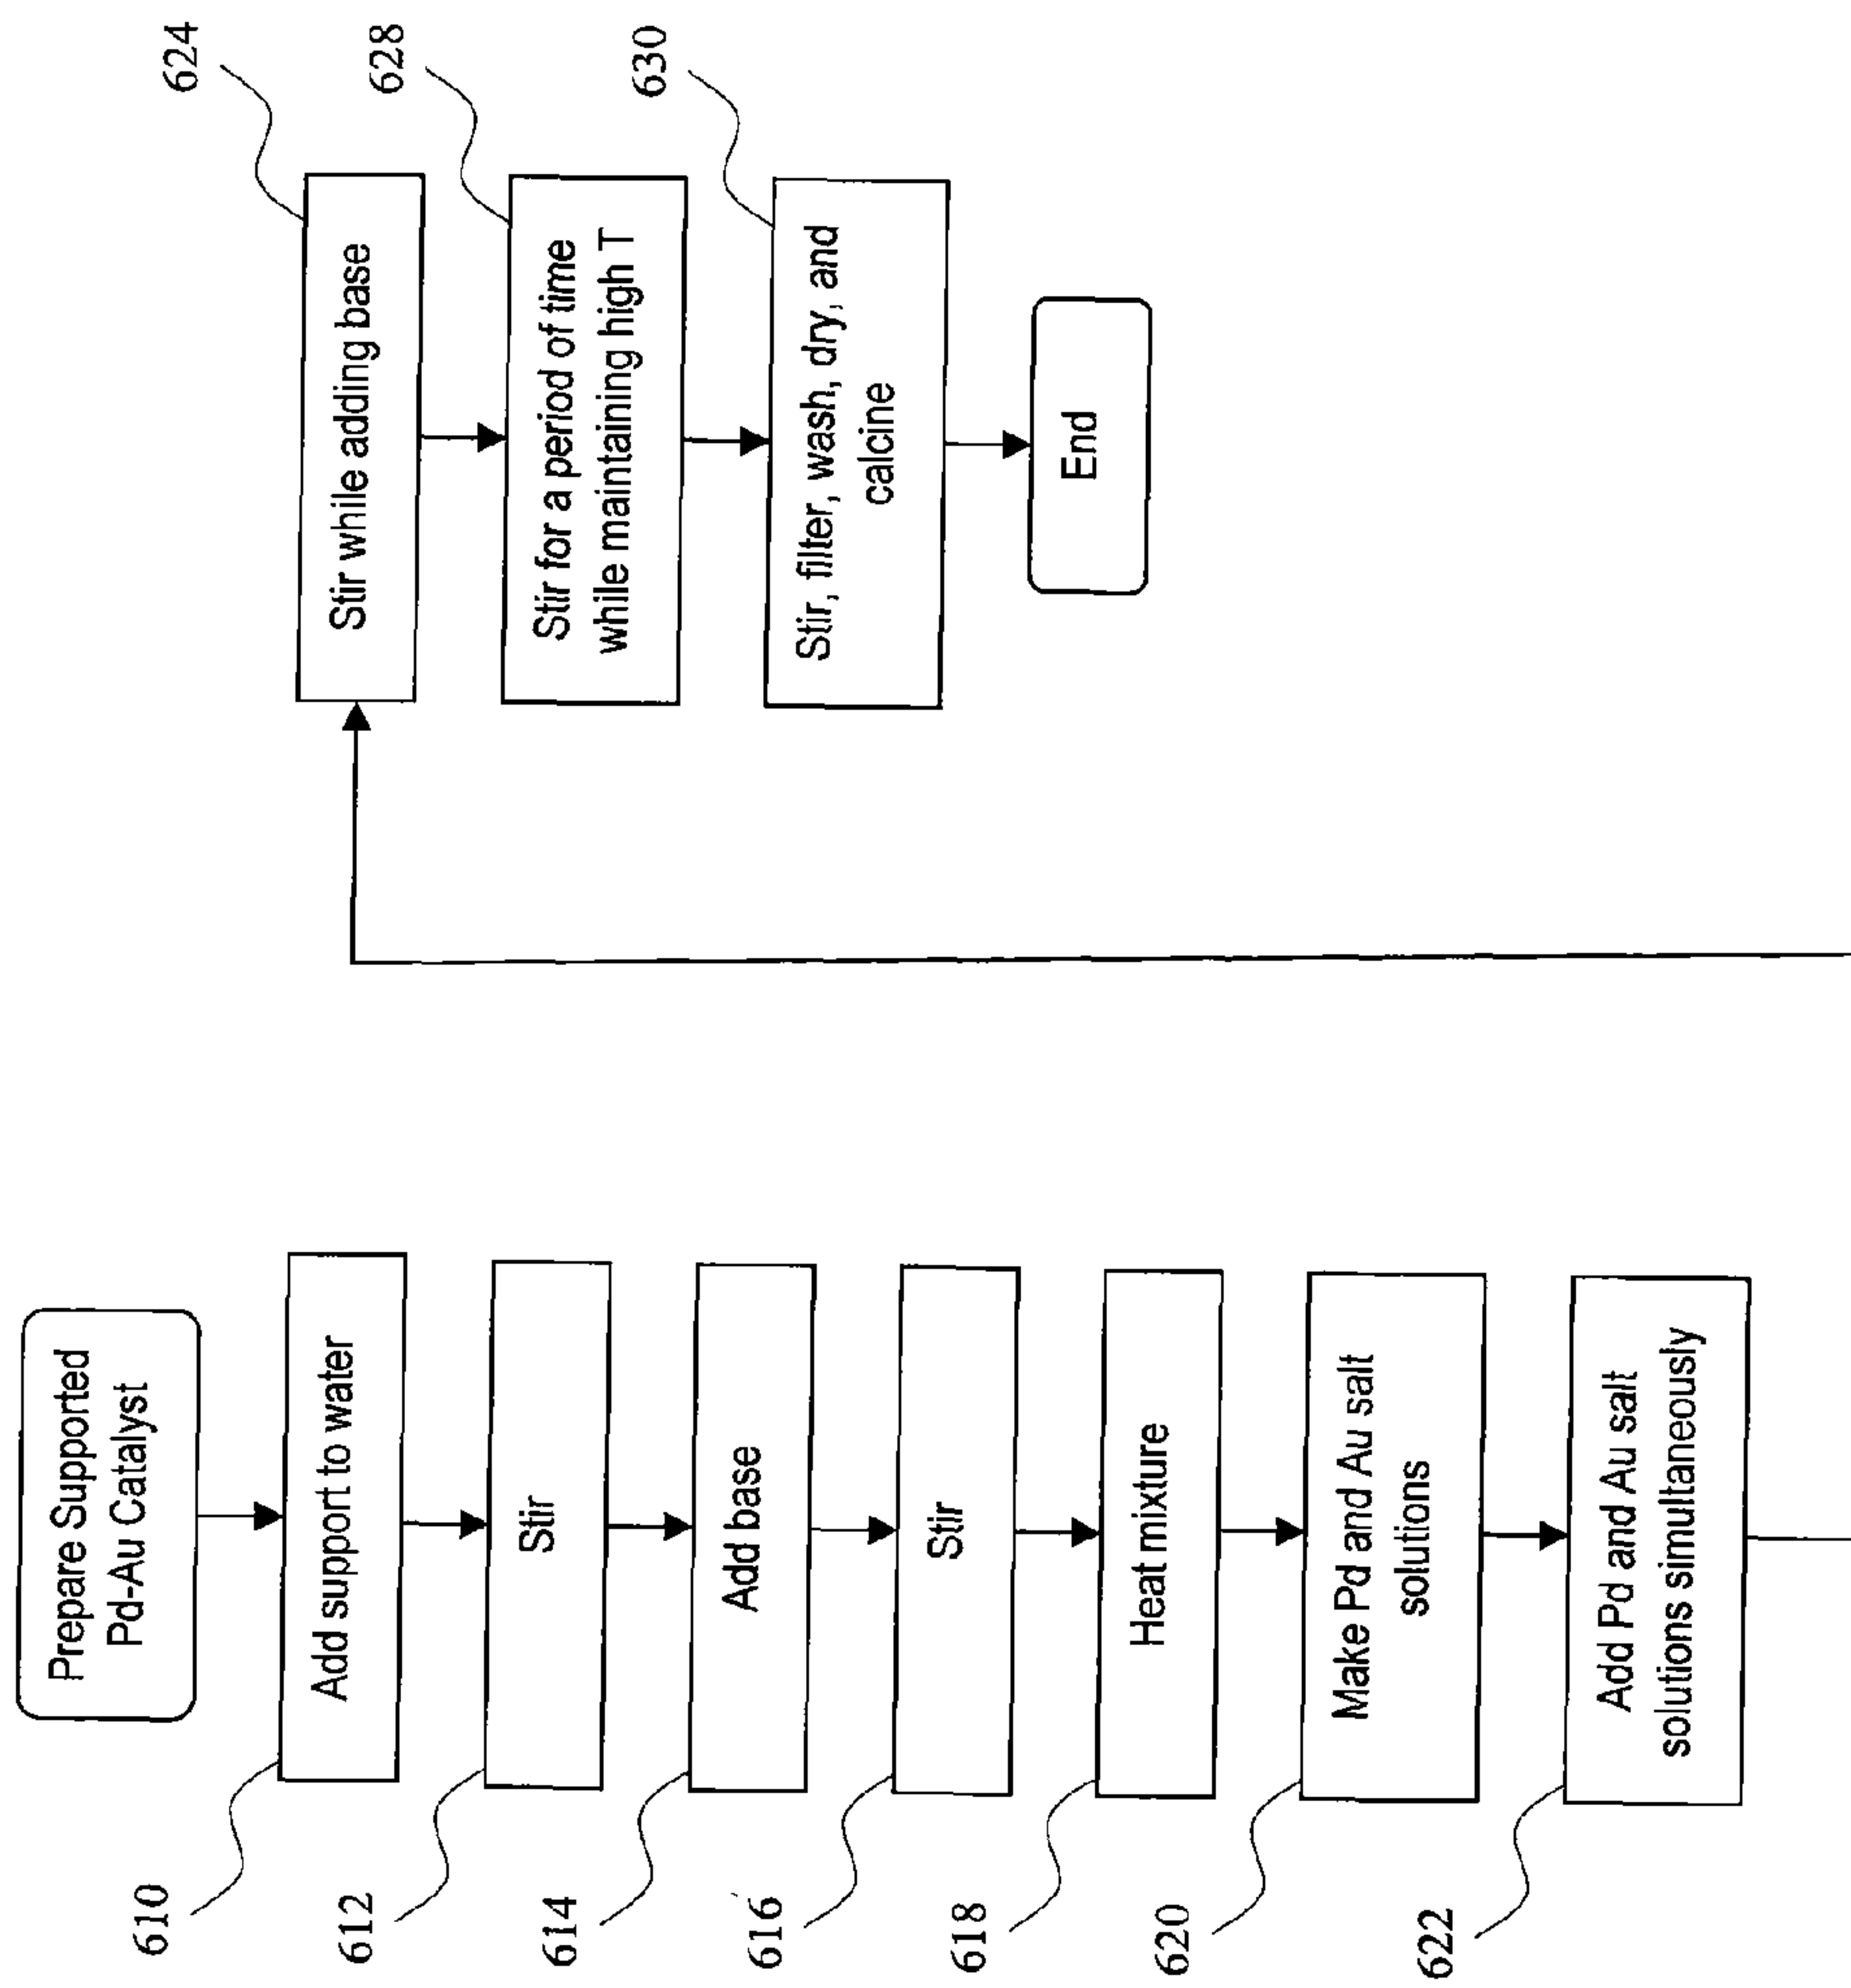 Prepare Supported
Pd-Au Catalyst
610
Add support to water
612
Stir
614
Add base
616
Stir
618
Heat mixture
620
Make Pd and Au salt
solutions
622
Add Pd and Au salt
solutions simultaneously
624
Stir while adding base
628
Stir for a period of time
while maintaining high T
630
Stir, filter, wash, dry, and
calcine
End